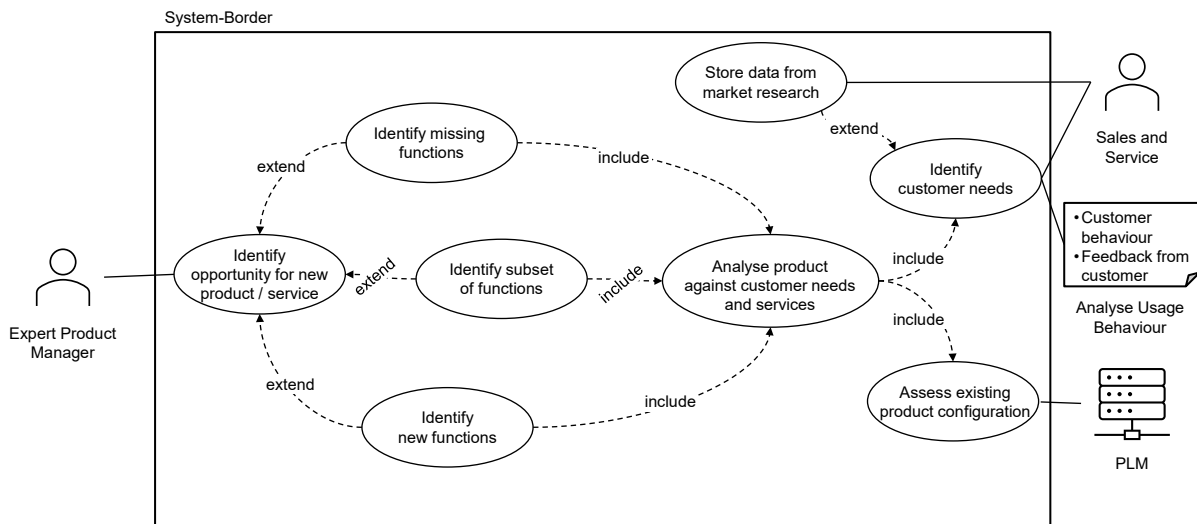 System-Border
Store data from
market research
extend
Sales and
Service
Identify missing
functions
extend
include
Identify
customer needs
• Customer
behaviour
• Feedback from
customer
Analyse Usage
Behaviour
Expert Product
Manager
Identify
opportunity for new
product / service
extend
Identify subset
of functions
include
Analyse product
against customer needs
and services
include
include
extend
Identify
new functions
include
Assess existing
product configuration
PLM